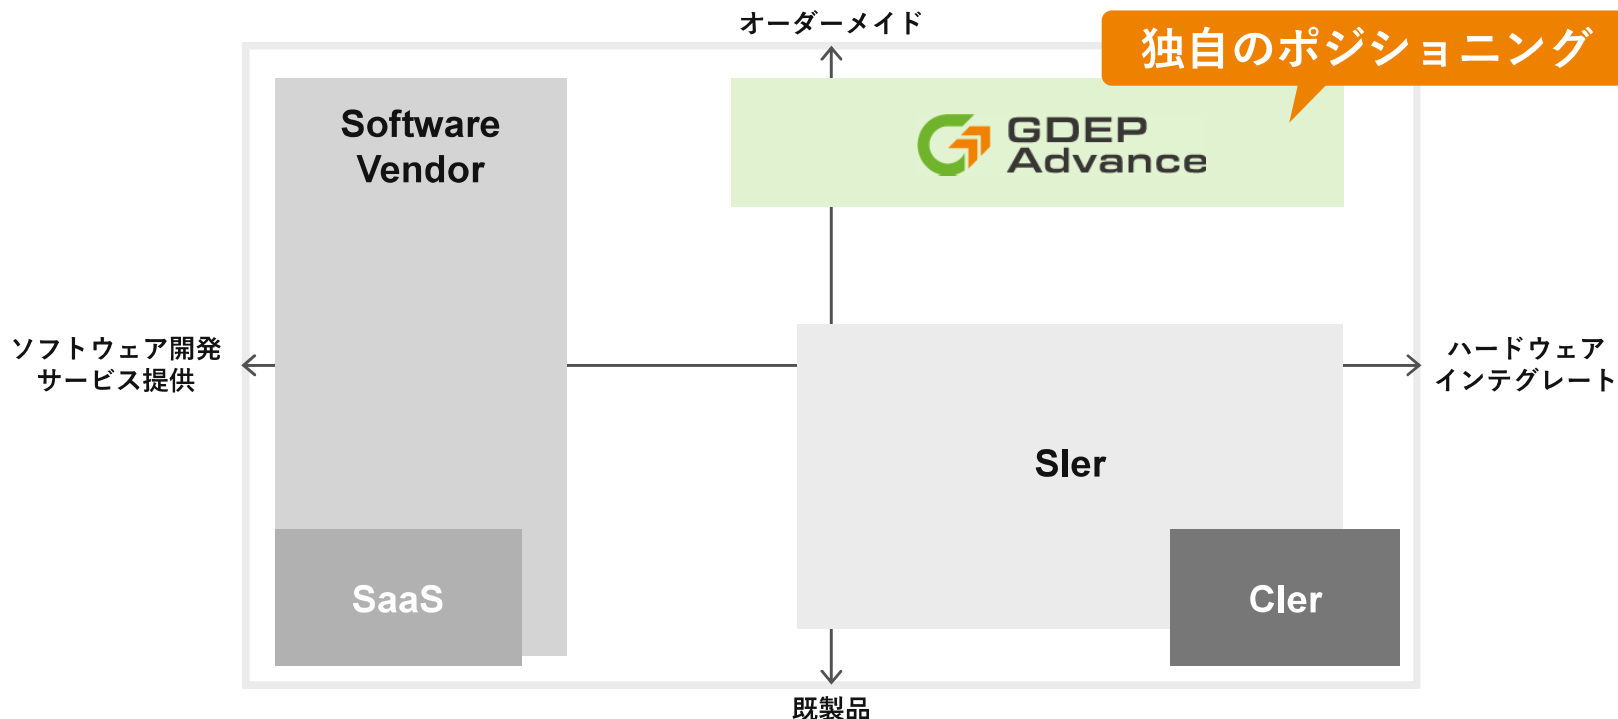 オーダーメイド
独自のポジショニング
Software
Vendor
GDEP
Advance
ソフトウェア開発
サービス提供
ハードウェア
インテグレート
SIer
SaaS
CIer
既製品